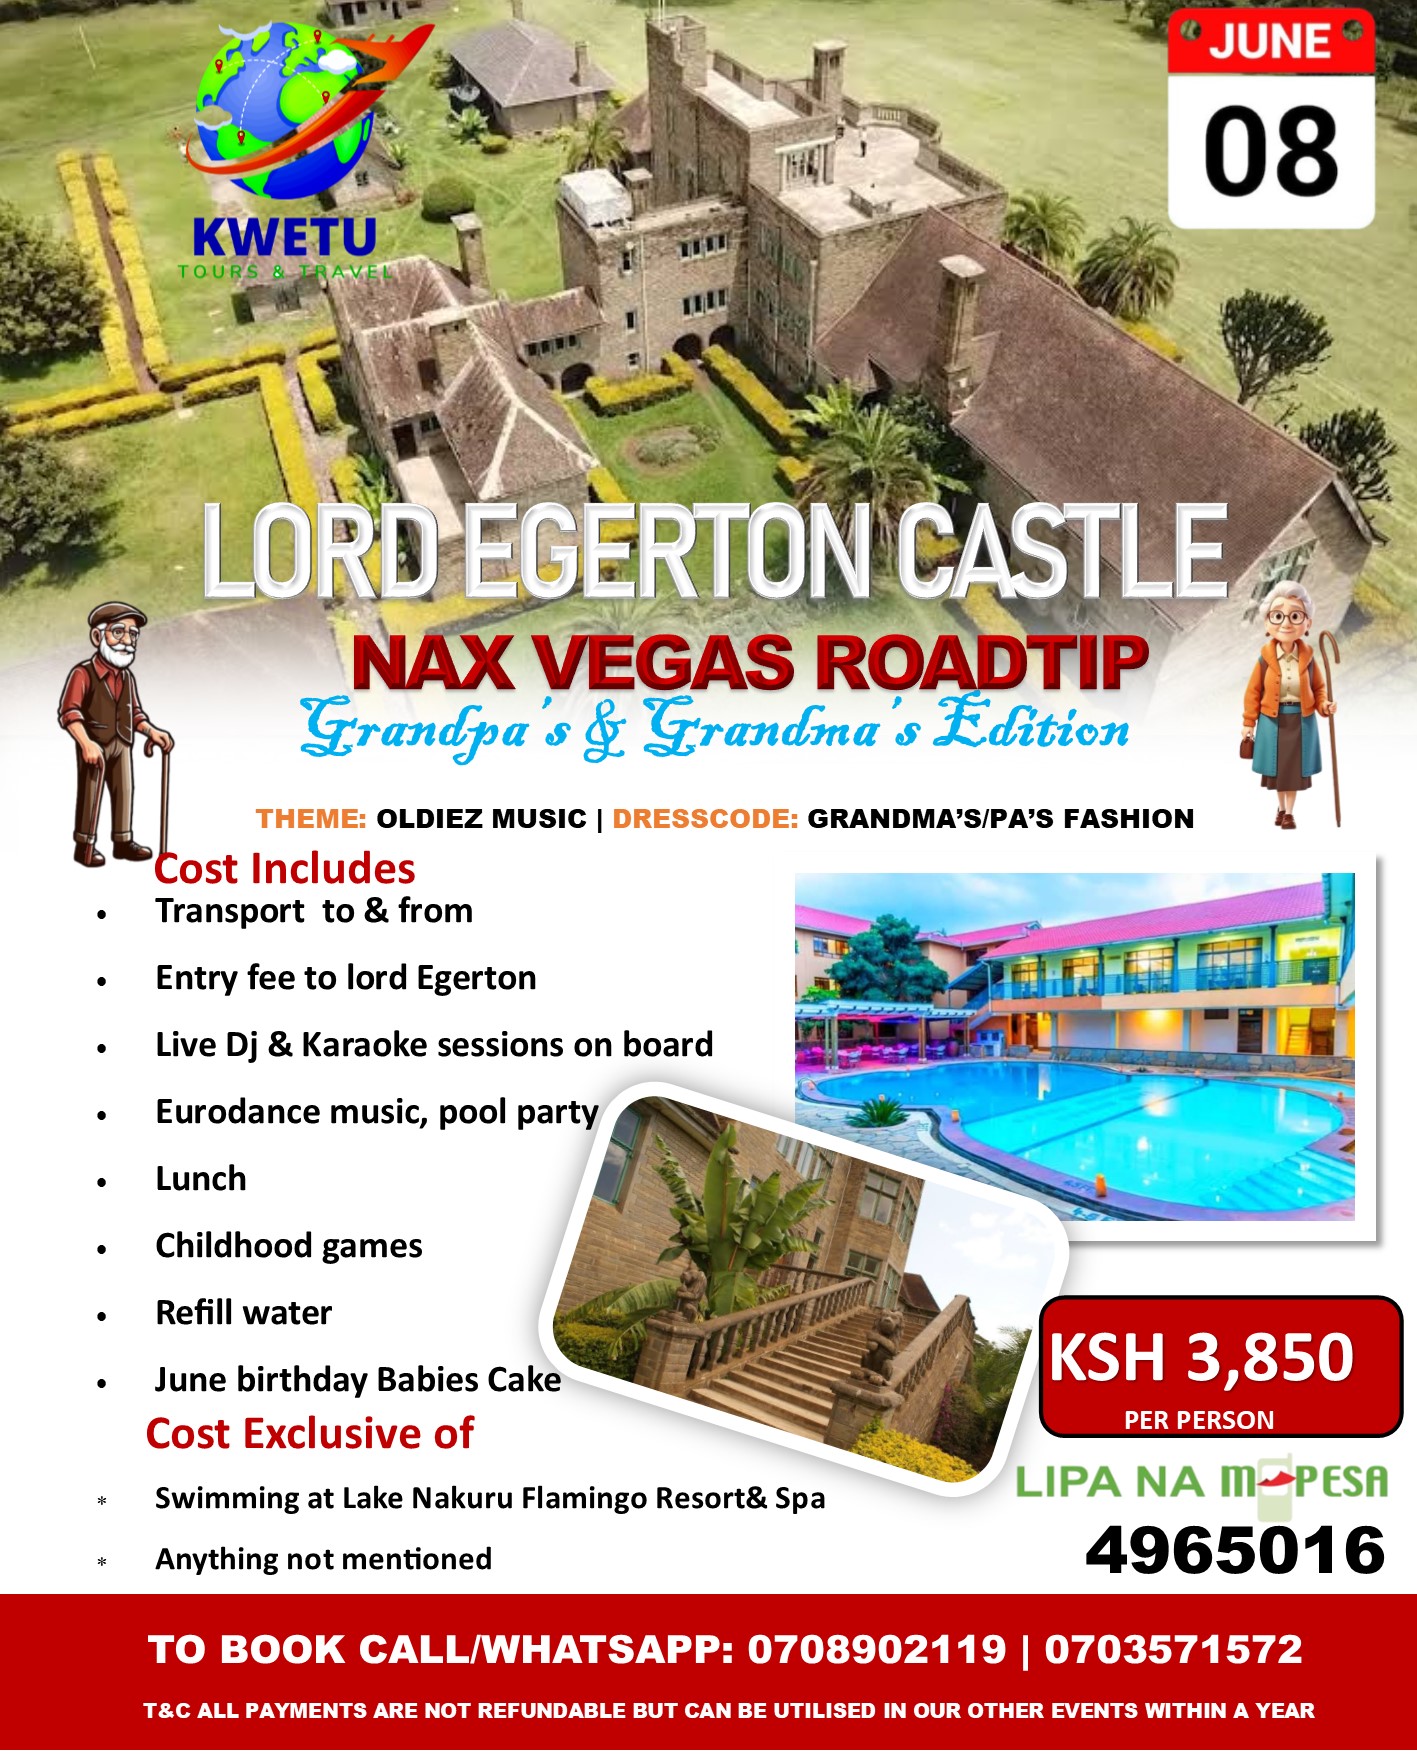 JUNE
08
KWETU
TOURS & TRAVEL
LORD EGERTON CASTLE
NAX VEGAS ROADTIP
Grandpa's & Grandma's Edition
THEME: OLDIEZ MUSIC | DRESSCODE: GRANDMA'S/PA'S FASHION
Cost Includes
• Transport to & from
• Entry fee to lord Egerton
• Live Dj & Karaoke sessions on board
• Eurodance music, pool party
• Lunch
• Childhood games
• Refill water
• June birthday Babies Cake
Cost Exclusive of
* Swimming at Lake Nakuru Flamingo Resort& Spa
* Anything not mentioned
KSH 3,850
PER PERSON
LIPA NA M-PESA
4965016
TO BOOK CALL/WHATSAPP: 0708902119 | 0703571572
T&C ALL PAYMENTS ARE NOT REFUNDABLE BUT CAN BE UTILISED IN OUR OTHER EVENTS WITHIN A YEAR